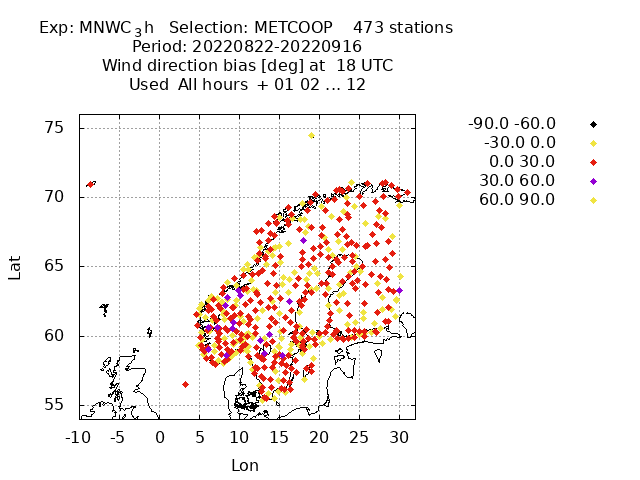 Exp: MNWC₃h   Selection: METCOOP    473 stations
Period: 20220822-20220916
Wind direction bias [deg] at  18 UTC
Used  All hours  + 01 02 ... 12
-90.0 -60.0
-30.0 0.0
0.0 30.0
30.0 60.0
60.0 90.0
75
70
65
60
55
Lat
-10 -5 0 5 10 15 20 25 30
Lon